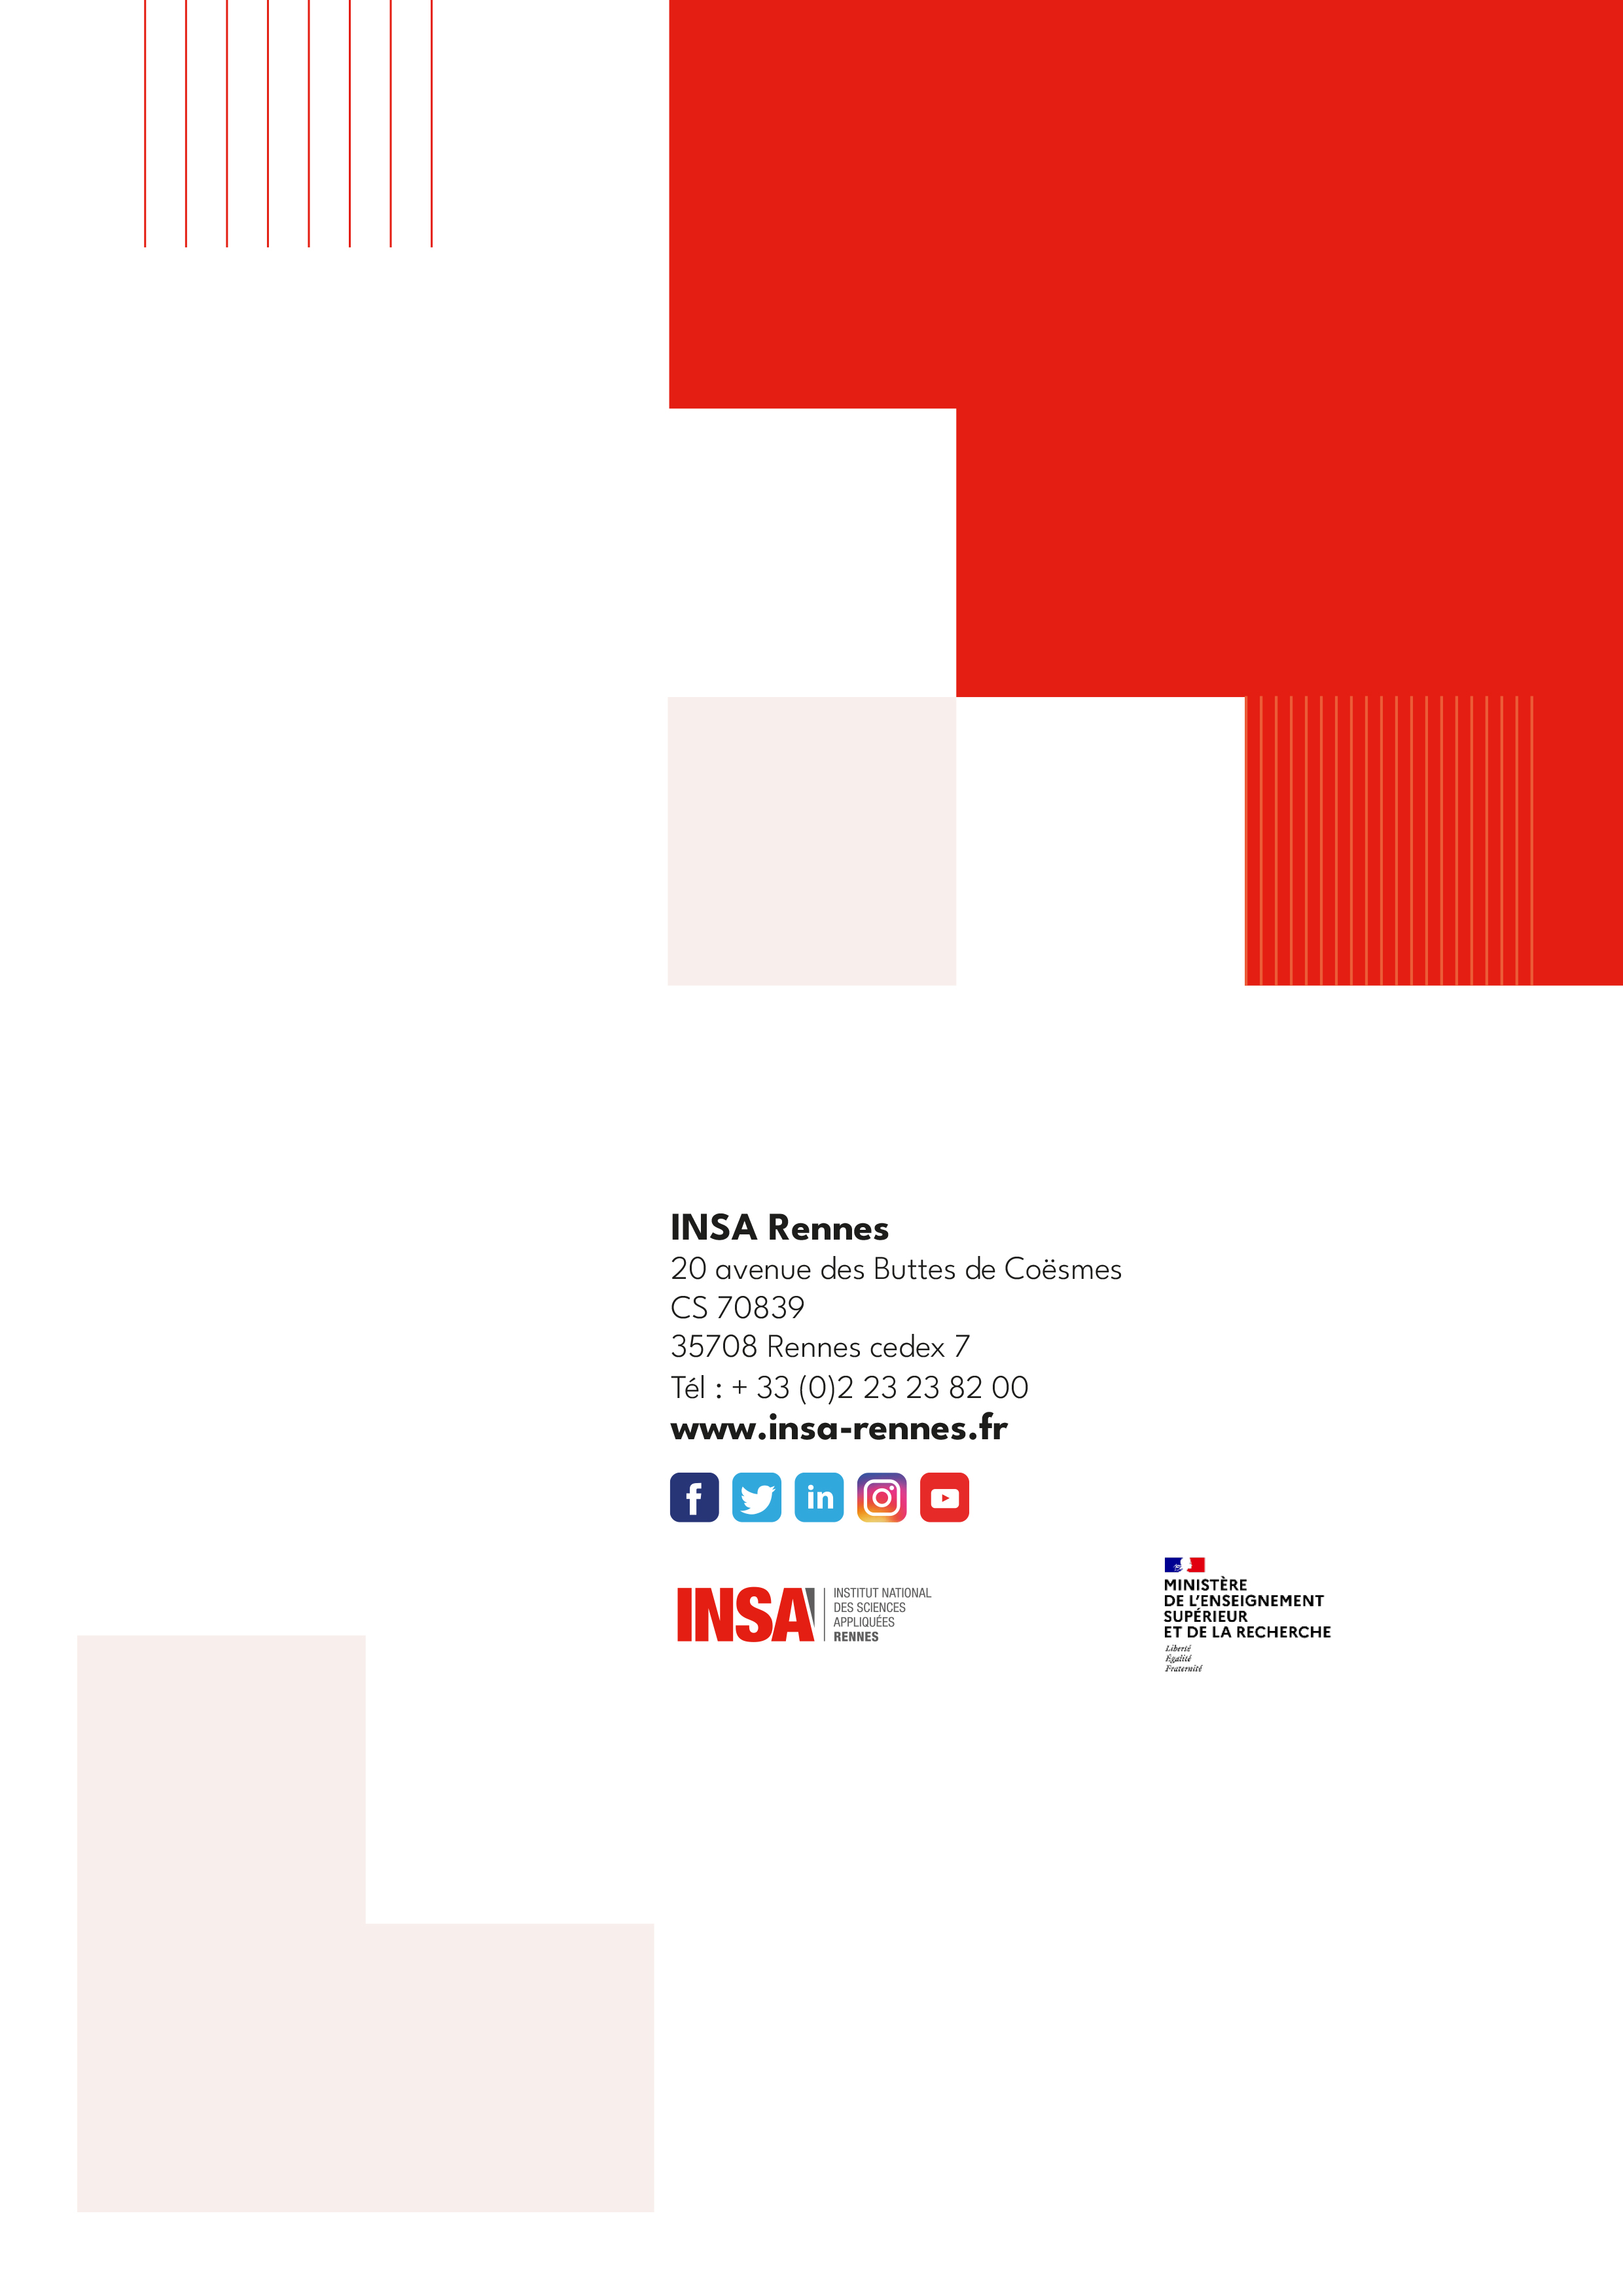 INSA Rennes
20 avenue des Buttes de Coësmes
CS 70839
35708 Rennes cedex 7
Tél : + 33 (0)2 23 23 82 00
www.insa-rennes.fr
f
in
INSA
INSTITUT NATIONAL
DES SCIENCES
APPLIQUÉES
RENNES
MINISTÈRE
DE L'ENSEIGNEMENT
SUPÉRIEUR
ET DE LA RECHERCHE
Liberté
Égalité
Fraternité